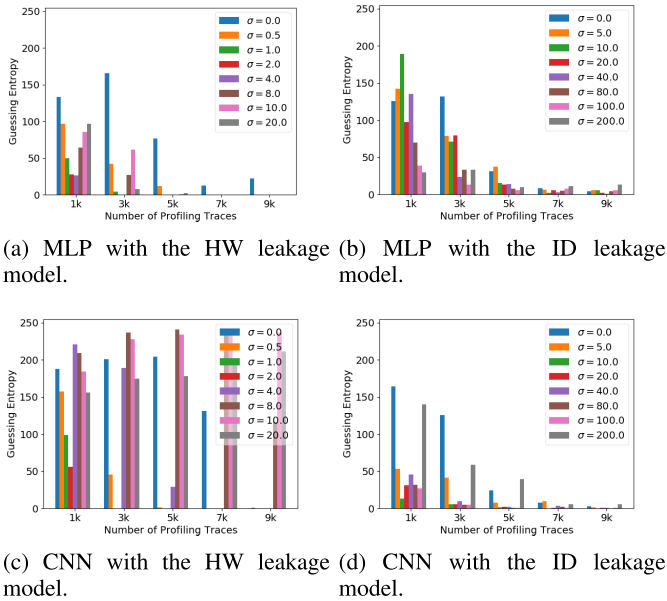 250
200
150
100
50
0
Guessing Entropy
σ = 0.0
σ = 0.5
σ = 1.0
σ = 2.0
σ = 4.0
σ = 8.0
σ = 10.0
σ = 20.0
1k 3k 5k 7k 9k
Number of Profiling Traces
(a) MLP with the HW leakage
model.
250
200
150
100
50
0
Guessing Entropy
σ = 0.0
σ = 5.0
σ = 10.0
σ = 20.0
σ = 40.0
σ = 80.0
σ = 100.0
σ = 200.0
1k 3k 5k 7k 9k
Number of Profiling Traces
(b) MLP with the ID leakage
model.
250
200
150
100
50
0
Guessing Entropy
σ = 0.0
σ = 0.5
σ = 1.0
σ = 2.0
σ = 4.0
σ = 8.0
σ = 10.0
σ = 20.0
1k 3k 5k 7k 9k
Number of Profiling Traces
(c) CNN with the HW leakage
model.
250
200
150
100
50
0
Guessing Entropy
σ = 0.0
σ = 5.0
σ = 10.0
σ = 20.0
σ = 40.0
σ = 80.0
σ = 100.0
σ = 200.0
1k 3k 5k 7k 9k
Number of Profiling Traces
(d) CNN with the ID leakage
model.